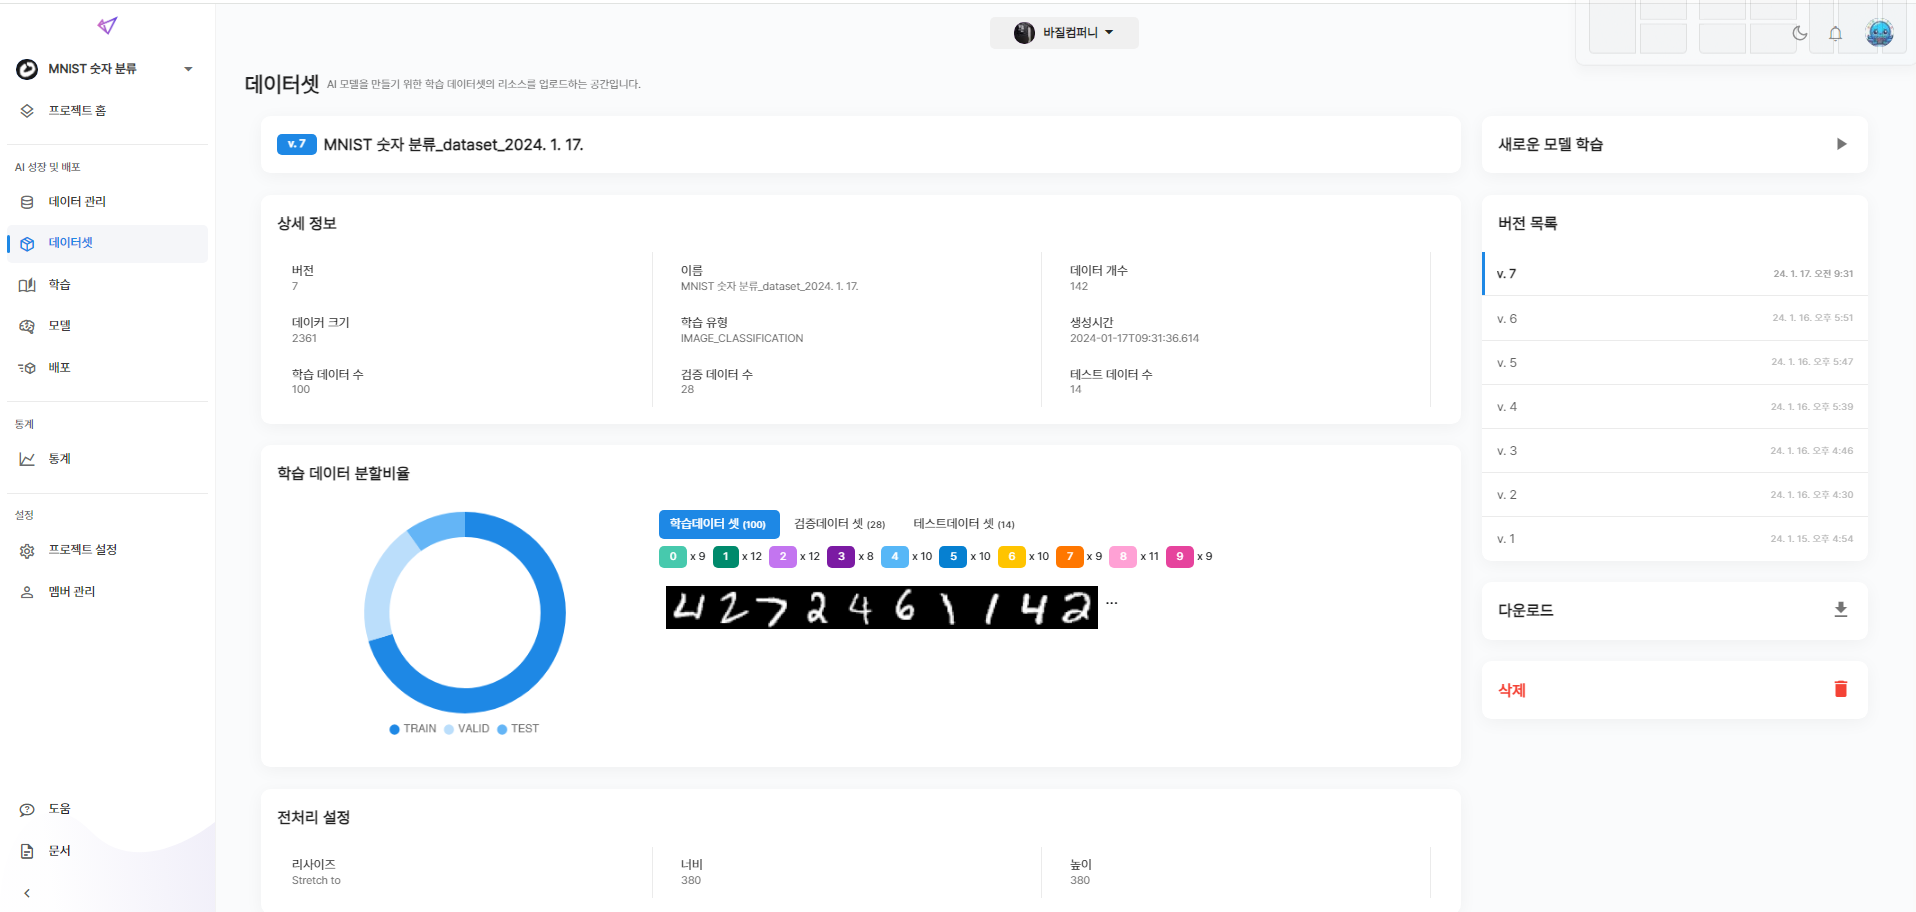 바질컴퍼니
MNIST 숫자 분류
프로젝트 홈
AI 성장 및 배포
데이터 관리
데이터셋
학습
모델
배포
통계
통계
설정
프로젝트 설정
멤버 관리
도움
문서
데이터셋 AI 모델을 만들기 위한 학습 데이터셋의 리소스를 업로드하는 공간입니다.
v. 7 MNIST 숫자 분류_dataset_2024. 1. 17.
상세 정보
버전
7
이름
MNIST 숫자 분류_dataset_2024. 1. 17.
데이터 개수
142
데이커 크기
2361
학습 유형
IMAGE_CLASSIFICATION
생성시간
2024-01-17T09:31:36.614
학습 데이터 수
100
검증 데이터 수
28
테스트 데이터 수
14
학습 데이터 분할비율
TRAIN VALID TEST
학습데이터 셋 (100) 검증데이터 셋 (28) 테스트데이터 셋 (14)
0 x 9 1 x 12 2 x 12 3 x 8 4 x 10 5 x 10 6 x 10 7 x 9 8 x 11 9 x 9
4 2 7 2 4 6 1 1 4 2 ...
전처리 설정
리사이즈
Stretch to
너비
380
높이
380
새로운 모델 학습
버전 목록
v. 7 24. 1. 17. 오전 9:31
v. 6 24. 1. 16. 오후 5:51
v. 5 24. 1. 16. 오후 5:47
v. 4 24. 1. 16. 오후 5:39
v. 3 24. 1. 16. 오후 4:46
v. 2 24. 1. 16. 오후 4:30
v. 1 24. 1. 15. 오후 4:54
다운로드
삭제